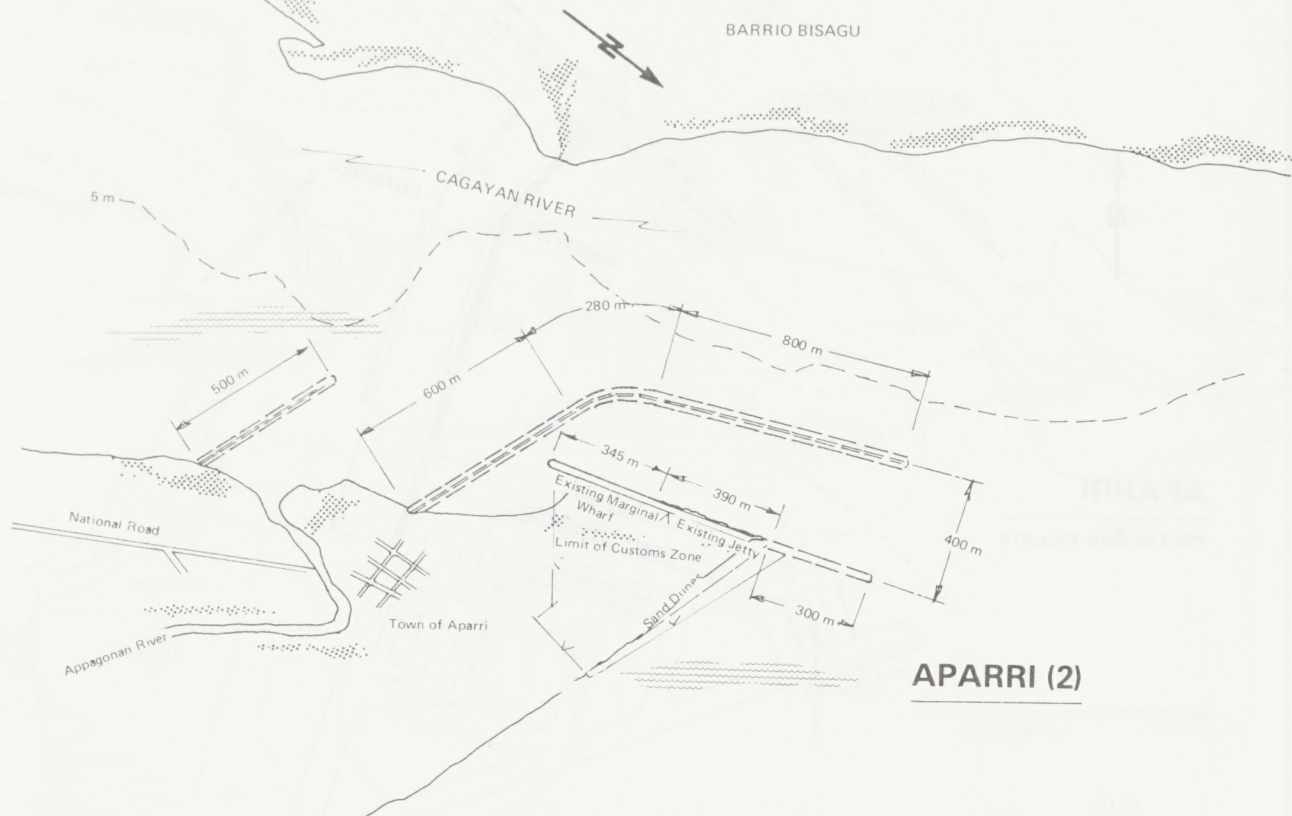 BARRIO BISAGU
N
CAGAYAN RIVER
5 m
280 m
800 m
500 m
600 m
345 m
390 m
Existing Marginal
Wharf
Existing Jetty
Limit of Customs Zone
400 m
National Road
Sand Dunes
300 m
Town of Aparri
Appagonan River
APARRI (2)